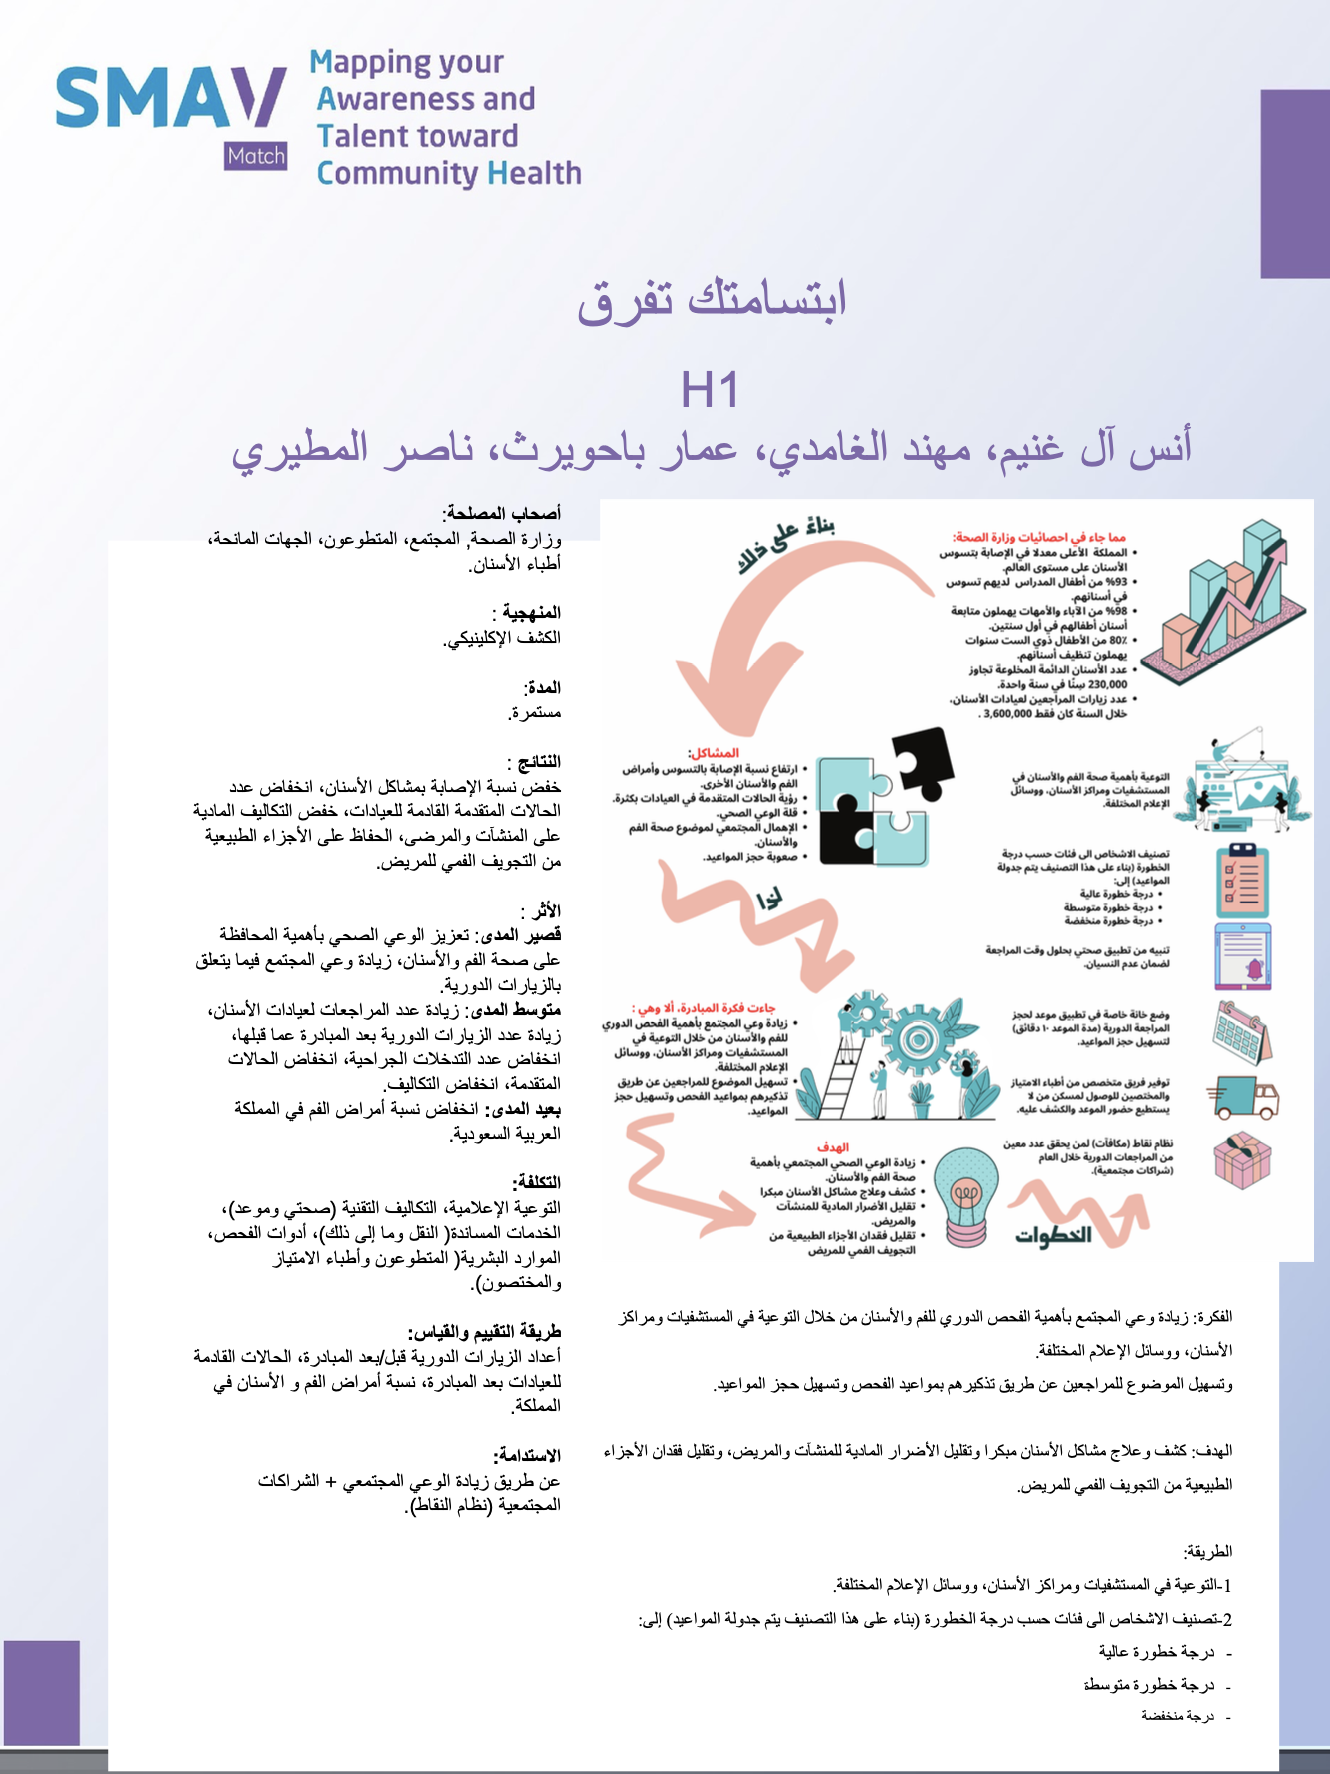 SMAV
Match
Mapping your
Awareness and
Talent toward
Community Health
ابتسامتك تفرق
H1
أنس آل غنيم، مهند الغامدي، عمار باحويرث، ناصر المطيري
مما جاء في احصائيات وزارة الصحة:
• المملكة الأعلى معدلا في الإصابة بتسوس
الأسنان على مستوى العالم.
• 93% من أطفال المدراس لديهم تسوس
في أسنانهم.
• 98% من الآباء والأمهات يهملون متابعة
أسنان أطفالهم في أول سنتين.
• 80٪ من الأطفال ذوي الست سنوات
يهملون تنظيف أسنانهم.
• عدد الأسنان الدائمة المخلوعة تجاوز
230,000 سِنًا في سنة واحدة.
• عدد زيارات المراجعين لعيادات الأسنان،
خلال السنة كان فقط 3,600,000 .
بناءً على ذلك
المشاكل:
• ارتفاع نسبة الإصابة بالتسوس وأمراض
الفم والأسنان الأخرى.
• رؤية الحالات المتقدمة في العيادات بكثرة.
• قلة الوعي الصحي.
• الإهمال المجتمعي لموضوع صحة الفم
والأسنان.
• صعوبة حجز المواعيد.
لذا
جاءت فكرة المبادرة، ألا وهي :
• زيادة وعي المجتمع بأهمية الفحص الدوري
للفم والأسنان من خلال التوعية في
المستشفيات ومراكز الأسنان، ووسائل
الإعلام المختلفة.
• تسهيل الموضوع للمراجعين عن طريق
تذكيرهم بمواعيد الفحص وتسهيل حجز
المواعيد.
الهدف
• زيادة الوعي الصحي المجتمعي بأهمية
صحة الفم والأسنان.
• كشف وعلاج مشاكل الأسنان مبكرا
• تقليل الأضرار المادية للمنشآت
والمريض.
• تقليل فقدان الأجزاء الطبيعية من
التجويف الفمي للمريض
الخطوات
التوعية بأهمية صحة الفم والأسنان في
المستشفيات ومراكز الأسنان، ووسائل
الإعلام المختلفة.
تصنيف الاشخاص الى فئات حسب درجة
الخطورة (بناء على هذا التصنيف يتم جدولة
المواعيد) إلى:
• درجة خطورة عالية
• درجة خطورة متوسطة
• درجة خطورة منخفضة
تنبيه من تطبيق صحتي بحلول وقت المراجعة
لضمان عدم النسيان.
وضع خانة خاصة في تطبيق موعد لحجز
المراجعة الدورية (مدة الموعد ١٠ دقائق)
لتسهيل حجز المواعيد.
توفير فريق متخصص من أطباء الامتياز
والمختصين للوصول لمسكن من لا
يستطيع حضور الموعد والكشف عليه.
نظام نقاط (مكافآت) لمن يحقق عدد معين
من المراجعات الدورية خلال العام
(شراكات مجتمعية).
الفكرة: زيادة وعي المجتمع بأهمية الفحص الدوري للفم والأسنان من خلال التوعية في المستشفيات ومراكز
الأسنان، ووسائل الإعلام المختلفة.
وتسهيل الموضوع للمراجعين عن طريق تذكيرهم بمواعيد الفحص وتسهيل حجز المواعيد.
الهدف: كشف وعلاج مشاكل الأسنان مبكرا وتقليل الأضرار المادية للمنشآت والمريض، وتقليل فقدان الأجزاء
الطبيعية من التجويف الفمي للمريض.
الطريقة:
1-التوعية في المستشفيات ومراكز الأسنان، ووسائل الإعلام المختلفة.
2-تصنيف الاشخاص الى فئات حسب درجة الخطورة (بناء على هذا التصنيف يتم جدولة المواعيد) إلى:
- درجة خطورة عالية
- درجة خطورة متوسطة
- درجة منخفضة
أصحاب المصلحة:
وزارة الصحة, المجتمع، المتطوعون، الجهات المانحة،
أطباء الأسنان.
المنهجية :
الكشف الإكلينيكي.
المدة:
مستمرة.
النتائج :
خفض نسبة الإصابة بمشاكل الأسنان، انخفاض عدد
الحالات المتقدمة القادمة للعيادات، خفض التكاليف المادية
على المنشآت والمرضى، الحفاظ على الأجزاء الطبيعية
من التجويف الفمي للمريض.
الأثر :
قصير المدى: تعزيز الوعي الصحي بأهمية المحافظة
على صحة الفم والأسنان، زيادة وعي المجتمع فيما يتعلق
بالزيارات الدورية.
متوسط المدى: زيادة عدد المراجعات لعيادات الأسنان،
زيادة عدد الزيارات الدورية بعد المبادرة عما قبلها،
انخفاض عدد التدخلات الجراحية، انخفاض الحالات
المتقدمة، انخفاض التكاليف.
بعيد المدى: انخفاض نسبة أمراض الفم في المملكة
العربية السعودية.
التكلفة:
التوعية الإعلامية، التكاليف التقنية (صحتي وموعد)،
الخدمات المساندة( النقل وما إلى ذلك)، أدوات الفحص،
الموارد البشرية( المتطوعون وأطباء الامتياز
والمختصون).
طريقة التقييم والقياس:
أعداد الزيارات الدورية قبل/بعد المبادرة، الحالات القادمة
للعيادات بعد المبادرة، نسبة أمراض الفم و الأسنان في
المملكة.
الاستدامة:
عن طريق زيادة الوعي المجتمعي + الشراكات
المجتمعية (نظام النقاط).